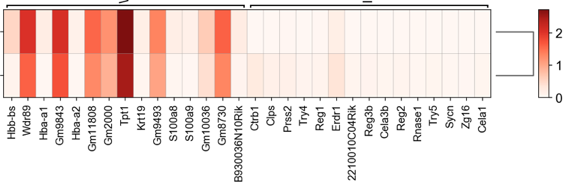 2
1
0
Hbb-bs
Wdr89
Hba-a1
Gm9843
Hba-a2
Gm11808
Gm2000
Tpt1
Krt19
Gm9493
S100a8
S100a9
Gm10036
Gm8730
B930036N10Rik
Ctrb1
Clps
Prss2
Try4
Reg1
Erdr1
2210010C04Rik
Reg3b
Cela3b
Reg2
Rnase1
Try5
Sycn
Zg16
Cela1